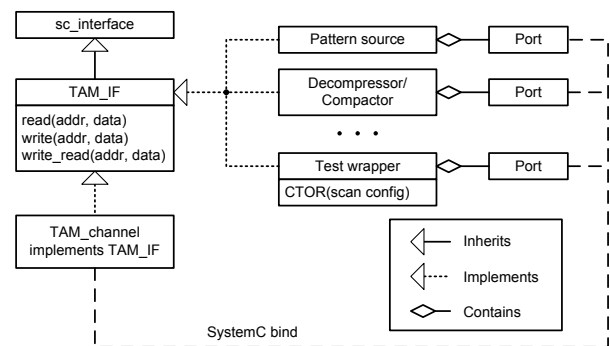 sc_interface
TAM_IF
read(addr, data)
write(addr, data)
write_read(addr, data)
TAM_channel
implements TAM_IF
Pattern source
Port
Decompressor/
Compactor
Port
• • •
Test wrapper
CTOR(scan config)
Port
Inherits
Implements
Contains
SystemC bind